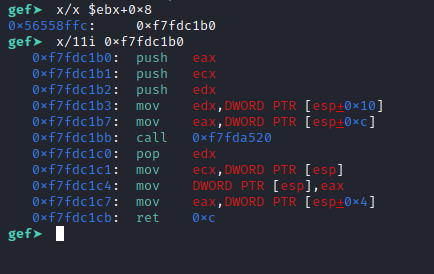 gef➤  x/x $ebx+0×8
0×56558ffc:     0×f7fdc1b0
gef➤  x/11i 0×f7fdc1b0
   0×f7fdc1b0:  push   eax
   0×f7fdc1b1:  push   ecx
   0×f7fdc1b2:  push   edx
   0×f7fdc1b3:  mov    edx,DWORD PTR [esp+0×10]
   0×f7fdc1b7:  mov    eax,DWORD PTR [esp+0×c]
   0×f7fdc1bb:  call   0×f7fda520
   0×f7fdc1c0:  pop    edx
   0×f7fdc1c1:  mov    ecx,DWORD PTR [esp]
   0×f7fdc1c4:  mov    DWORD PTR [esp],eax
   0×f7fdc1c7:  mov    eax,DWORD PTR [esp+0×4]
   0×f7fdc1cb:  ret    0×c
gef➤